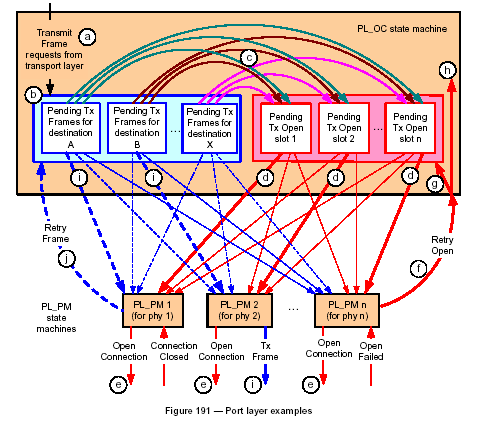 Transmit
Frame
requests from
transport layer
a
PL_OC state machine
c
h
b
Pending Tx
Frames for
destination
A
Pending Tx
Frames for
destination
B
...
Pending Tx
Frames for
destination
X
Pending
Tx Open
slot 1
Pending
Tx Open
slot 2
...
Pending
Tx Open
slot n
i
i
d
d
d
g
Retry
Frame
j
Retry
Open
f
PL_PM
state
machines
PL_PM 1
(for phy 1)
PL_PM 2
(for phy 2)
...
PL_PM n
(for phy n)
Open
Connection
Connection
Closed
Open
Connection
Tx
Frame
Open
Connection
Open
Failed
e
e
i
e
Figure 191 — Port layer examples